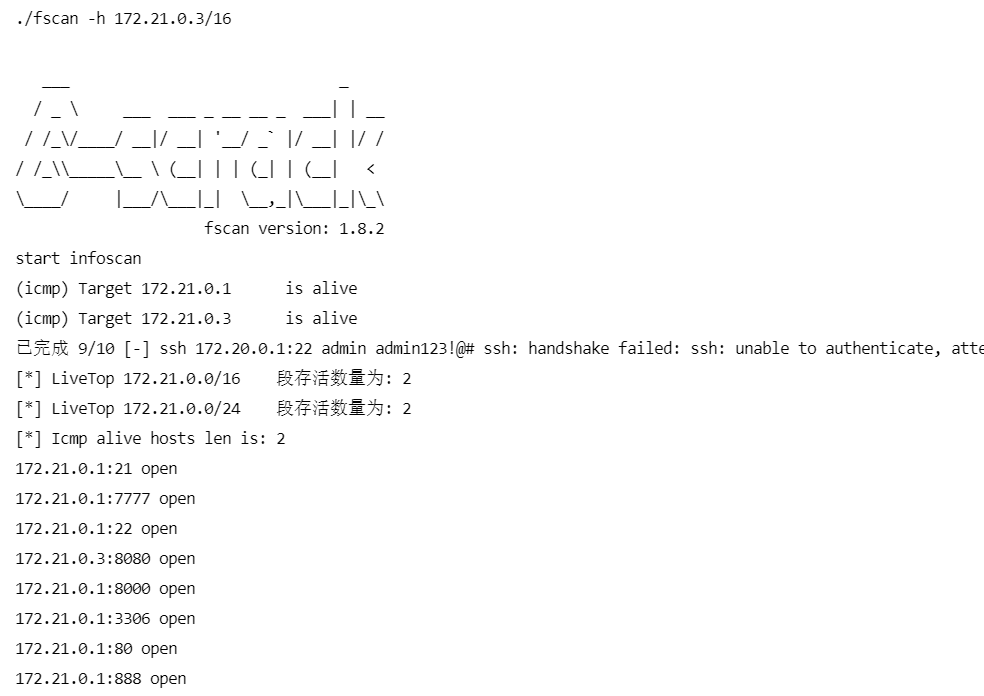 ./fscan -h 172.21.0.3/16
   ___                              _
  / _ \     ___  ___ _ __ __ _  ___| | __
 / /_\/____/ __|/ __| '__/ _` |/ __| |/ /
/ /_\\_____\__ \ (__| | | (_| | (__|   <
\____/     |___/\___|_|  \__,_|\___|_|\_\
                     fscan version: 1.8.2
start infoscan
(icmp) Target 172.21.0.1      is alive
(icmp) Target 172.21.0.3      is alive
已完成 9/10 [-] ssh 172.20.0.1:22 admin admin123!@# ssh: handshake failed: ssh: unable to authenticate, atte
[*] LiveTop 172.21.0.0/16    段存活数量为: 2
[*] LiveTop 172.21.0.0/24    段存活数量为: 2
[*] Icmp alive hosts len is: 2
172.21.0.1:21 open
172.21.0.1:7777 open
172.21.0.1:22 open
172.21.0.3:8080 open
172.21.0.1:8000 open
172.21.0.1:3306 open
172.21.0.1:80 open
172.21.0.1:888 open